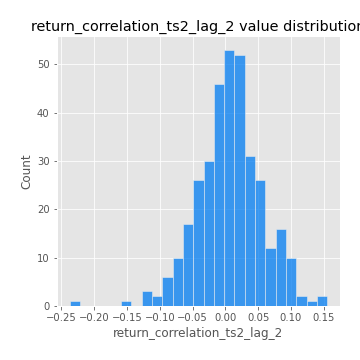 return_correlation_ts2_lag_2 value distribution
50
40
30
20
10
0
Count
−0.25 −0.20 −0.15 −0.10 −0.05 0.00 0.05 0.10 0.15
return_correlation_ts2_lag_2